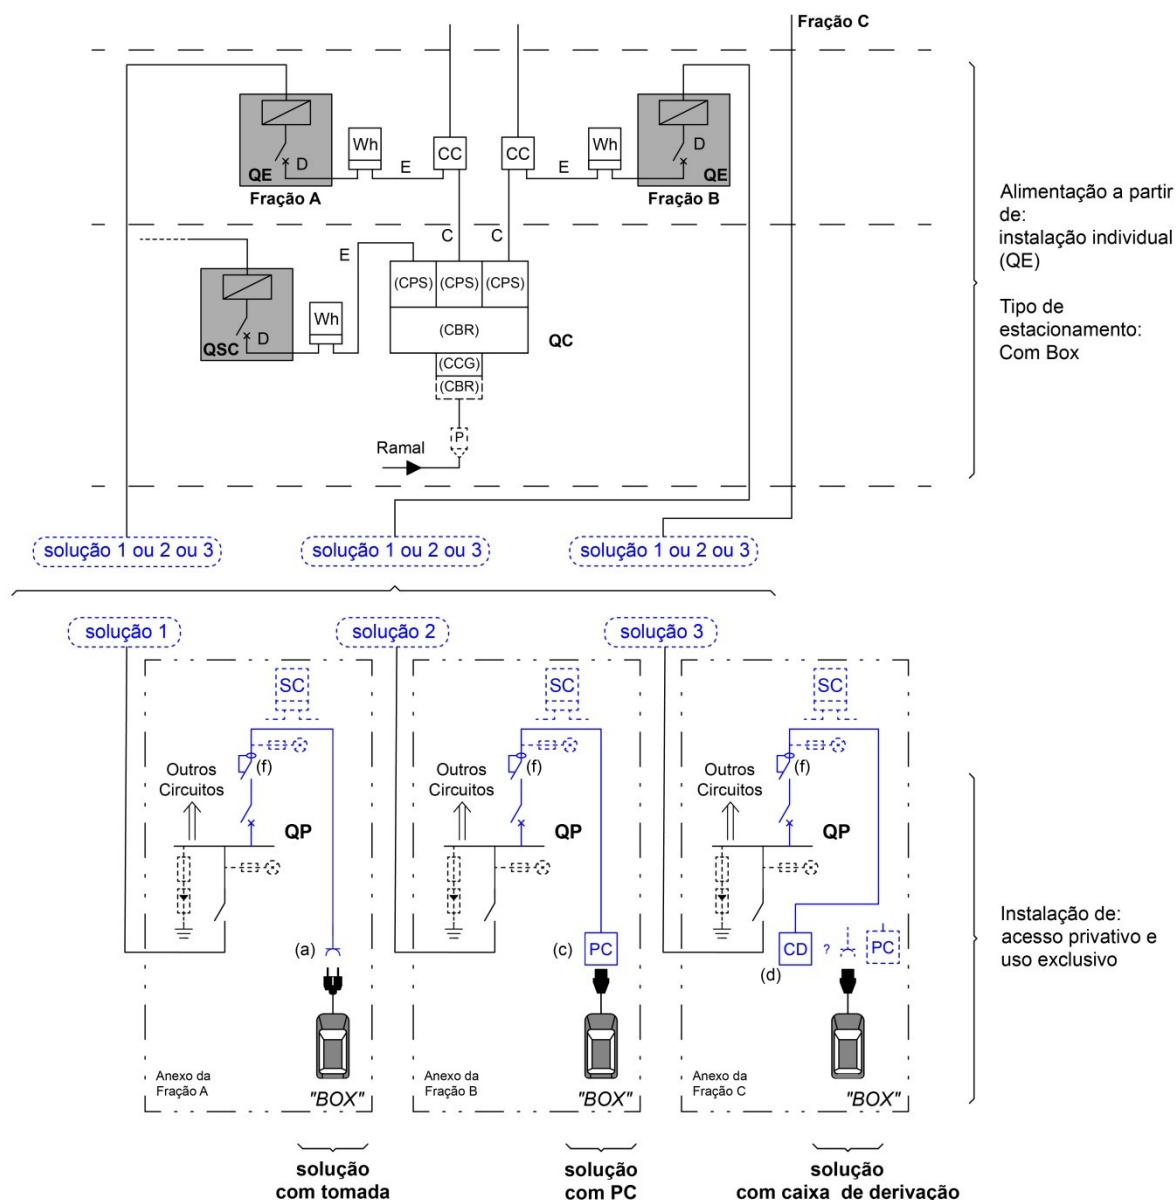 Fração C
Wh
CC
CC
Wh
D
QE
E
E
D
QE
Fração A
Fração B
Alimentação a partir
de:
instalação individual
(QE)
Tipo de
estacionamento:
Com Box
E
C
C
(CPS)
(CPS)
(CPS)
Wh
D
QSC
(CBR)
QC
(CCG)
(CBR)
P
Ramal
solução 1 ou 2 ou 3
solução 1 ou 2 ou 3
solução 1 ou 2 ou 3
solução 1
solução 2
solução 3
SC
SC
SC
(f)
(f)
(f)
Outros
Circuitos
Outros
Circuitos
Outros
Circuitos
QP
QP
QP
(a)
(c)
PC
CD
(d)
?
PC
Instalação de:
acesso privativo e
uso exclusivo
Anexo da
Fração A
"BOX"
Anexo da
Fração B
"BOX"
Anexo da
Fração C
"BOX"
solução
com tomada
solução
com PC
solução
com caixa de derivação